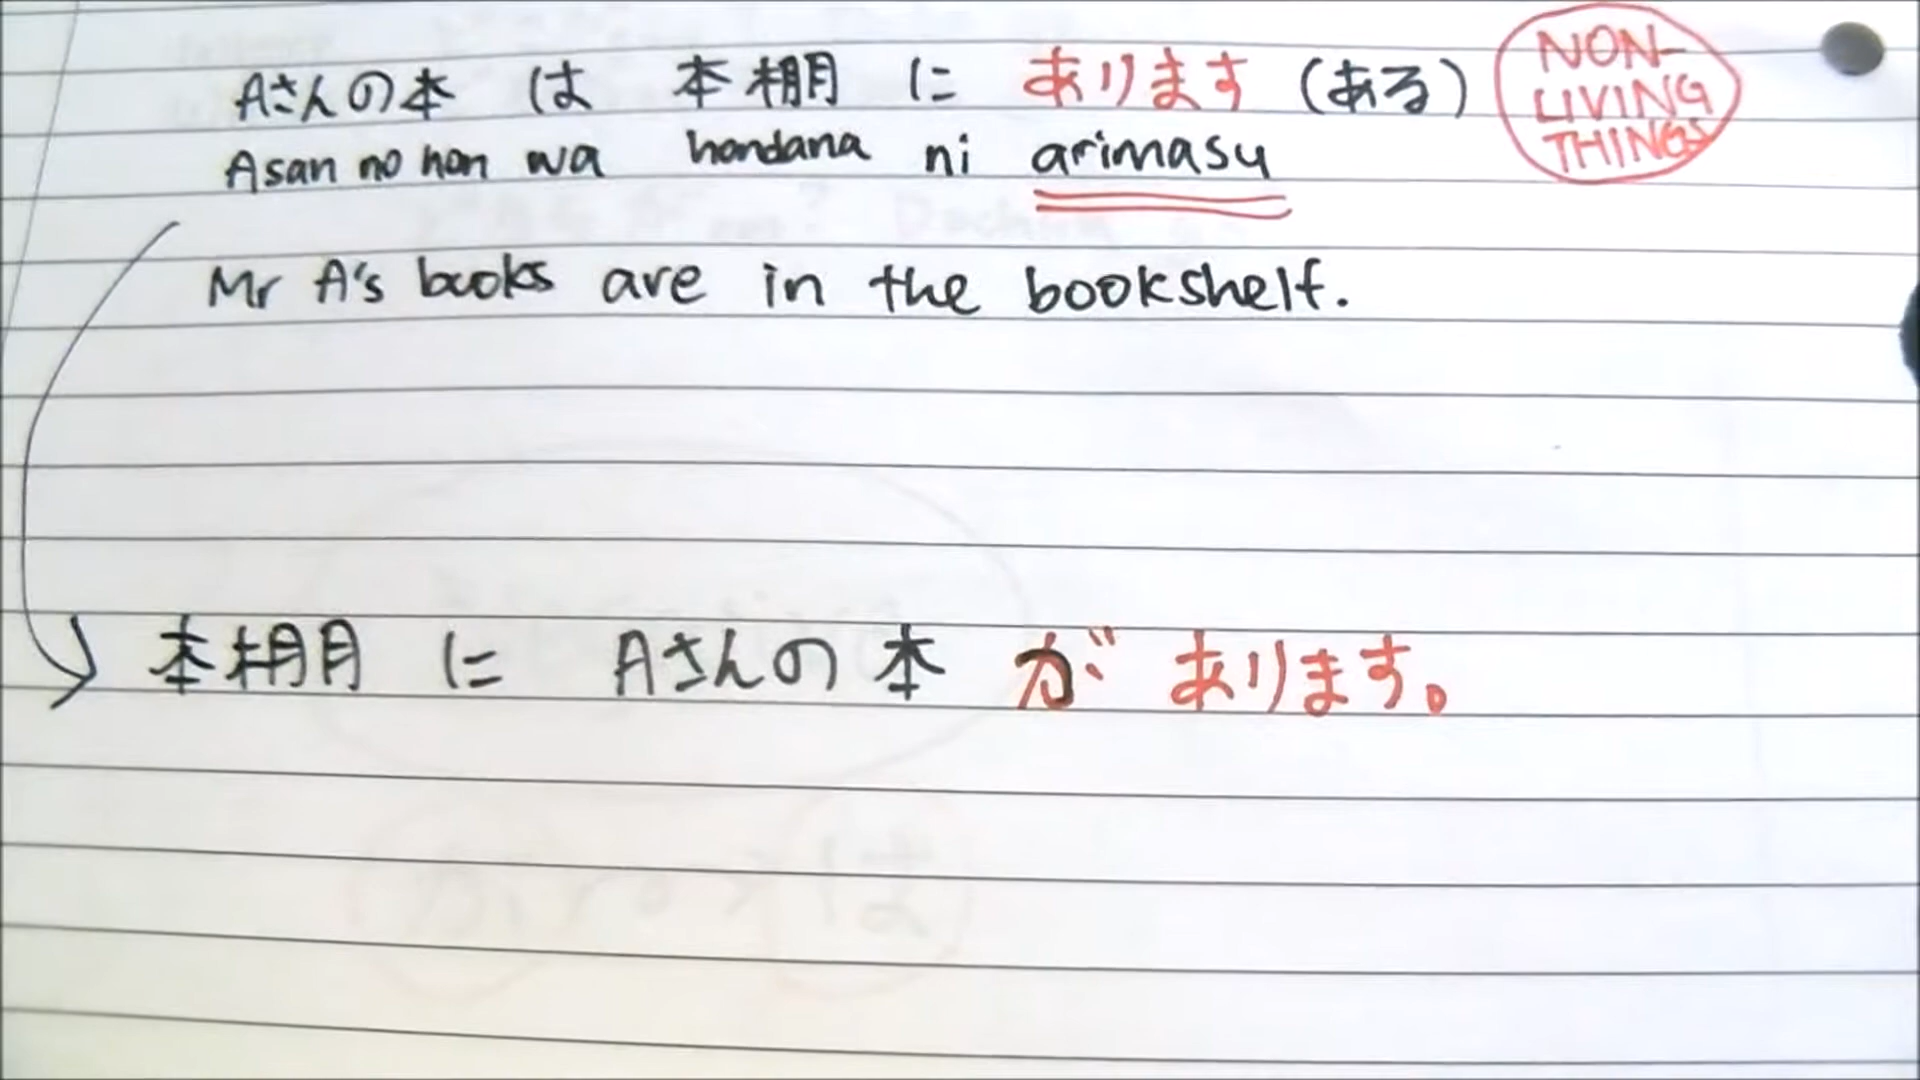 Aさんの本 は 本棚 に あります (ある)
NON-
LIVING
THINGS
Asan no hon wa hondana ni arimasu
Mr A's books are in the bookshelf.
本棚 に Aさんの 本 が あります。